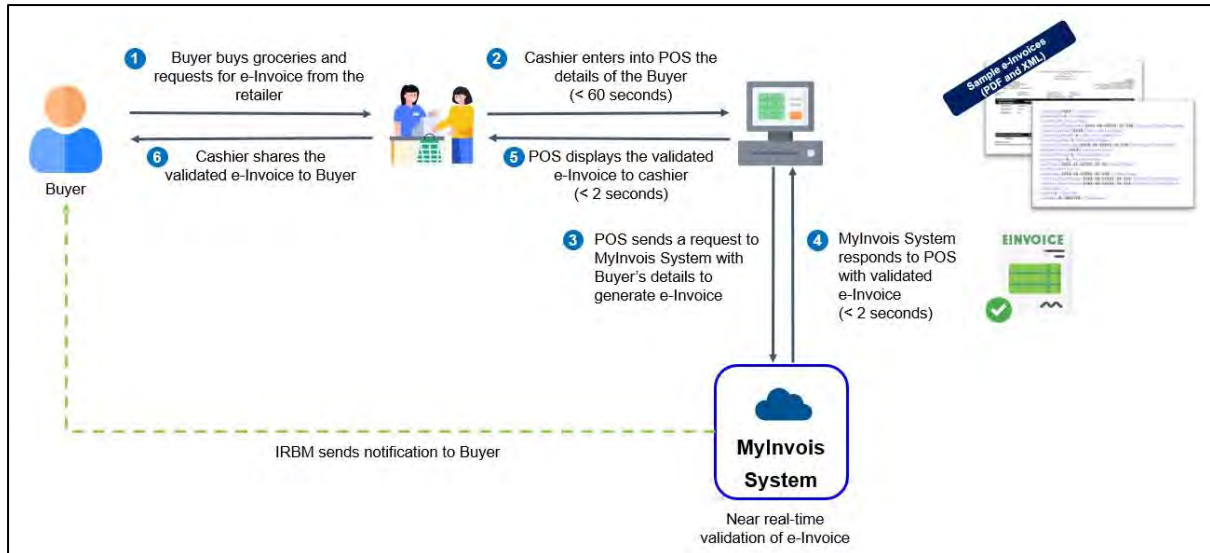 1
Buyer buys groceries and
requests for e-Invoice from the
retailer
2
Cashier enters into POS the
details of the Buyer
(< 60 seconds)
Sample e-Invoices
(PDF and XML)
6
Cashier shares the
validated e-Invoice to Buyer
5
POS displays the validated
e-Invoice to cashier
(< 2 seconds)
Buyer
3
POS sends a request to
MyInvois System with
Buyer's details to
generate e-Invoice
4
MyInvois System
responds to POS
with validated
e-Invoice
(< 2 seconds)
EINVOICE
IRBM sends notification to Buyer
MyInvois
System
Near real-time
validation of e-Invoice